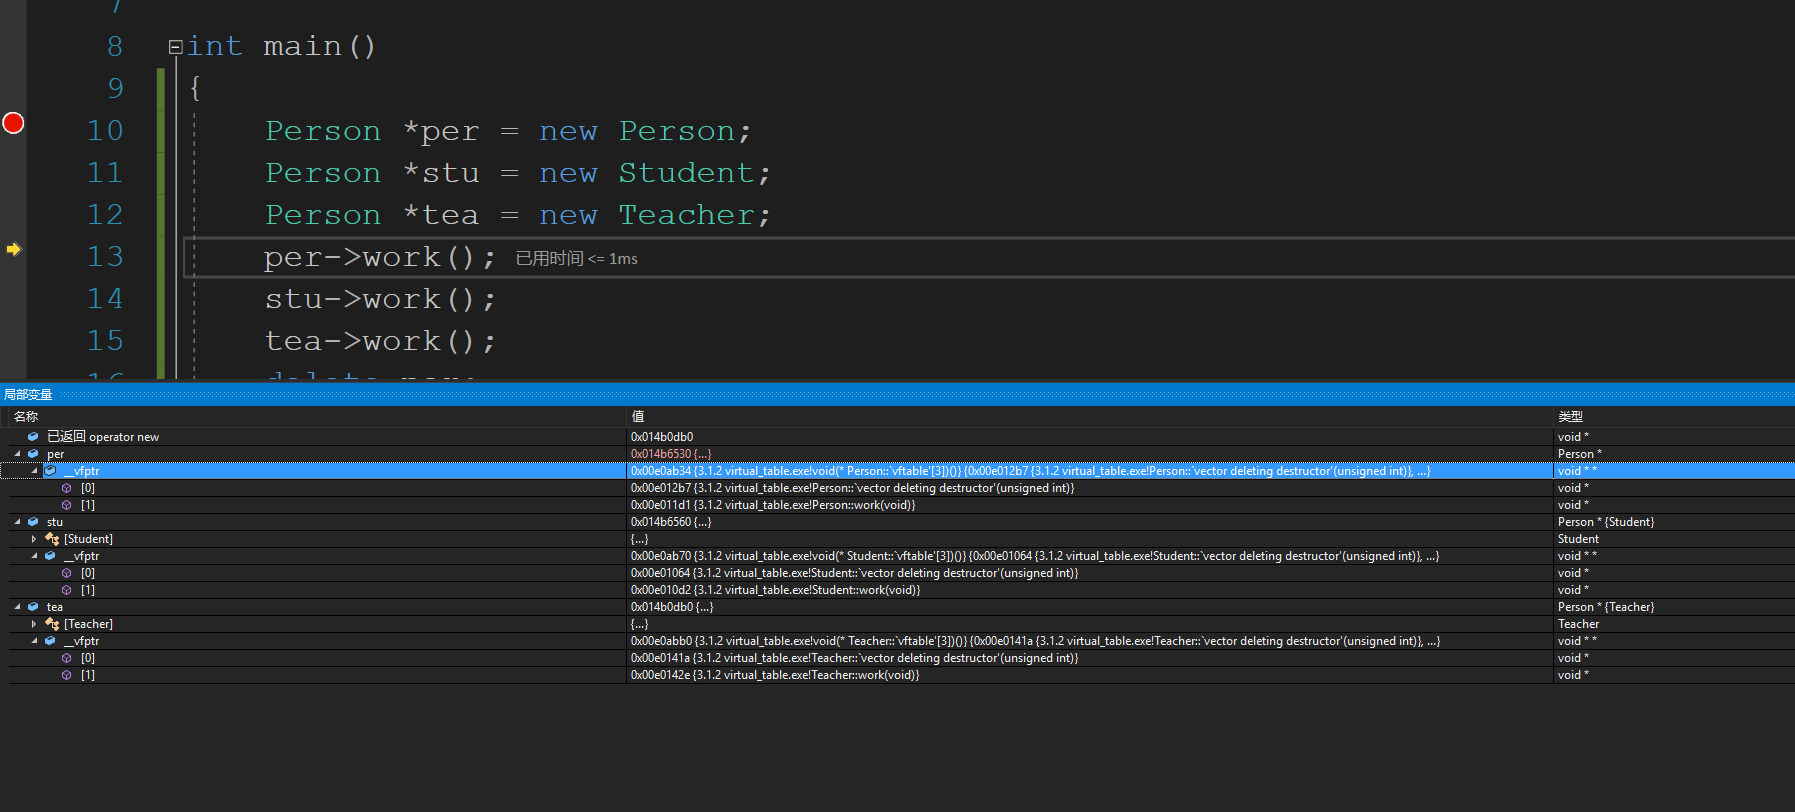 7
8 int main()
9 {
10 Person *per = new Person;
11 Person *stu = new Student;
12 Person *tea = new Teacher;
13 per->work(); 已用时间 <= 1ms
14 stu->work();
15 tea->work();
16 delete per;
局部变量
名称 值 类型
已返回 operator new 0x014b0db0 void *
per 0x014b6530 {...} Person *
__vfptr 0x00e0ab34 {3.1.2 virtual_table.exe!void(* Person::`vftable'[3])()} {0x00e012b7 {3.1.2 virtual_table.exe!Person::`vector deleting destructor'(unsigned int)}, ...} void * *
[0] 0x00e012b7 {3.1.2 virtual_table.exe!Person::`vector deleting destructor'(unsigned int)} void *
[1] 0x00e011d1 {3.1.2 virtual_table.exe!Person::work(void)} void *
stu 0x014b6560 {...} Person * {Student}
[Student] {...} Student
__vfptr 0x00e0ab70 {3.1.2 virtual_table.exe!void(* Student::`vftable'[3])()} {0x00e01064 {3.1.2 virtual_table.exe!Student::`vector deleting destructor'(unsigned int)}, ...} void * *
[0] 0x00e01064 {3.1.2 virtual_table.exe!Student::`vector deleting destructor'(unsigned int)} void *
[1] 0x00e010d2 {3.1.2 virtual_table.exe!Student::work(void)} void *
tea 0x014b0db0 {...} Person * {Teacher}
[Teacher] {...} Teacher
__vfptr 0x00e0abb0 {3.1.2 virtual_table.exe!void(* Teacher::`vftable'[3])()} {0x00e0141a {3.1.2 virtual_table.exe!Teacher::`vector deleting destructor'(unsigned int)}, ...} void * *
[0] 0x00e0141a {3.1.2 virtual_table.exe!Teacher::`vector deleting destructor'(unsigned int)} void *
[1] 0x00e0142e {3.1.2 virtual_table.exe!Teacher::work(void)} void *